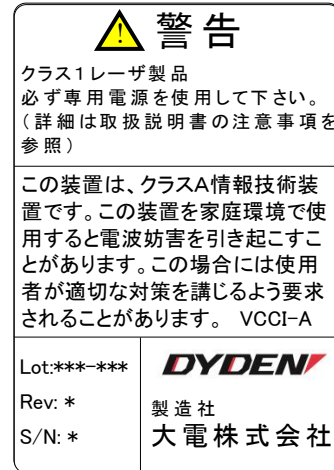 警告
クラス1レーザ製品
必ず専用電源を使用して下さい。
(詳細は取扱説明書の注意事項を
参照)
この装置は、クラスA情報技術装
置です。この装置を家庭環境で使
用すると電波妨害を引き起こすこ
とがあります。この場合には使用
者が適切な対策を講じるよう要求
されることがあります。 VCCI-A
Lot:***-***
Rev: *
S/N: *
DYDEN
製造社
大電株式会社